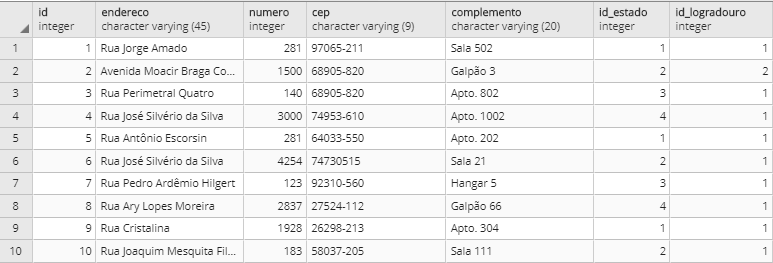 id endereco numero cep complemento id_estado id_logradouro
integer character varying (45) integer character varying (9) character varying (20) integer integer
1 1 Rua Jorge Amado 281 97065-211 Sala 502 1 1
2 2 Avenida Moacir Braga Co... 1500 68905-820 Galpão 3 2 2
3 3 Rua Perimetral Quatro 140 68905-820 Apto. 802 3 1
4 4 Rua José Silvério da Silva 3000 74953-610 Apto. 1002 4 1
5 5 Rua Antônio Escorsin 281 64033-550 Apto. 202 1 1
6 6 Rua José Silvério da Silva 4254 74730515 Sala 21 2 1
7 7 Rua Pedro Ardêmio Hilgert 123 92310-560 Hangar 5 3 1
8 8 Rua Ary Lopes Moreira 2837 27524-112 Galpão 66 4 1
9 9 Rua Cristalina 1928 26298-213 Apto. 304 1 1
10 10 Rua Joaquim Mesquita Fil... 183 58037-205 Sala 111 2 1